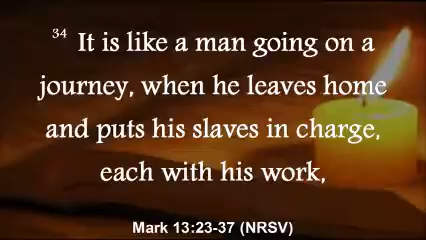 34 It is like a man going on a
journey, when he leaves home
and puts his slaves in charge,
each with his work,
Mark 13:23-37 (NRSV)